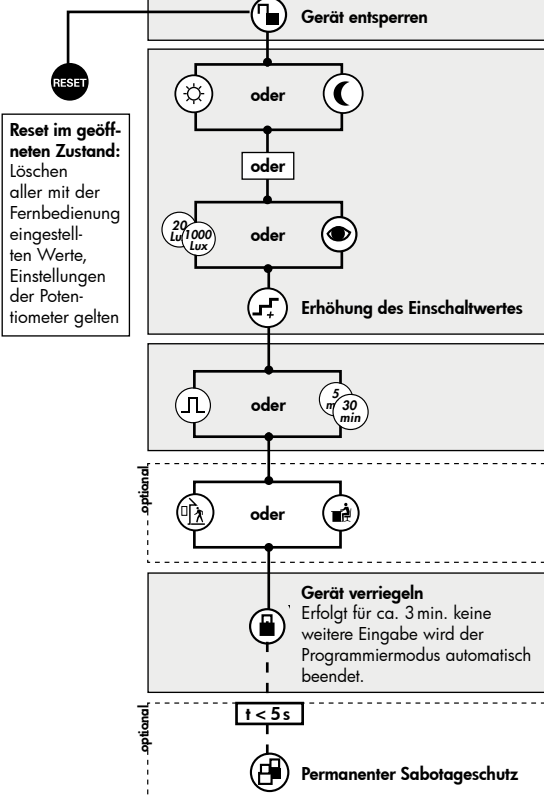 Gerät entsperren
RESET
oder
Reset im geöff-
neten Zustand:
Löschen
aller mit der
Fernbedienung
eingestell-
ten Werte,
Einstellungen
der Poten-
tiometer gelten
oder
20
Lu
1000
Lux
oder
Erhöhung des Einschaltwertes
oder
5
m
30
min
optional
oder
Gerät verriegeln
Erfolgt für ca. 3 min. keine
weitere Eingabe wird der
Programmiermodus automatisch
beendet.
optional
t < 5 s
Permanenter Sabotageschutz